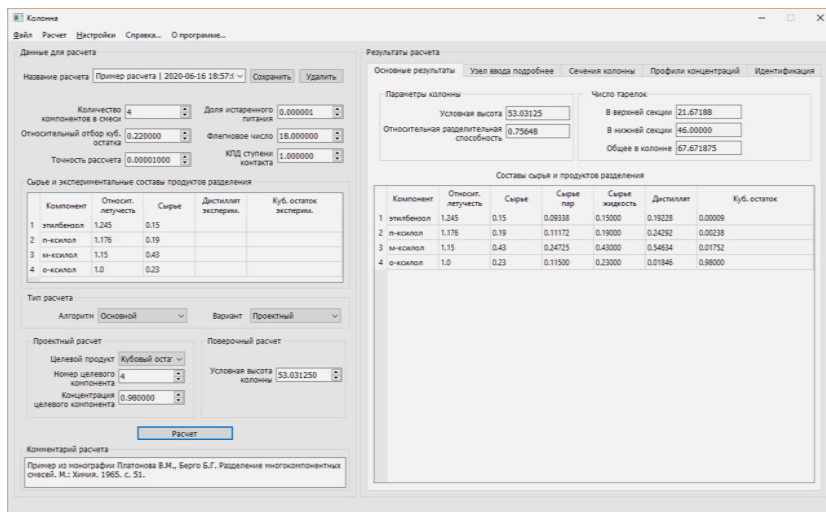 Колонна
Файл Расчет Настройки Справка... О программе...
Данные для расчета
Название расчета Пример расчета | 2020-06-16 18:57:( Сохранить Удалить
Количество компонентов в смеси 4
Доля испаренного питания 0.000001
Относительный отбор куб. остатка 0.220000
Флегмовое число 18.000000
Точность рассчета 0.00001000
КПД ступени контакта 1.000000
Сырье и экспериментальные составы продуктов разделения
Компонент Относит. летучесть Сырье Дистиллят эксперим. Куб. остаток эксперим.
1 этилбензол 1.245 0.15
2 п-ксилол 1.176 0.19
3 м-ксилол 1.15 0.43
4 о-ксилол 1.0 0.23
Тип расчета
Алгоритм Основной Вариант Проектный
Проектный расчет
Целевой продукт Кубовый оста
Номер целевого компонента 4
Концентрация целевого компонента 0.980000
Поверочный расчет
Условная высота колонны 53.031250
Расчет
Комментарий расчета
Пример из монографии Платонова В.М., Берго Б.Г. Разделение многокомпонентных
смесей. М.: Химия. 1965. с. 51.
Результаты расчета
Основные результаты Узел ввода подробнее Сечения колонны Профили концентраций Идентификация
Параметры колонны
Условная высота 53.03125
Относительная разделительная способность 0.75648
Число тарелок
В верхней секции 21.67188
В нижней секции 46.00000
Общее в колонне 67.671875
Составы сырья и продуктов разделения
Компонент Относит. летучесть Сырье Сырье пар Сырье жидкость Дистиллят Куб. остаток
1 этилбензол 1.245 0.15 0.09338 0.15000 0.19228 0.00009
2 п-ксилол 1.176 0.19 0.11172 0.19000 0.24292 0.00238
3 м-ксилол 1.15 0.43 0.24725 0.43000 0.54634 0.01752
4 о-ксилол 1.0 0.23 0.11500 0.23000 0.01846 0.98000